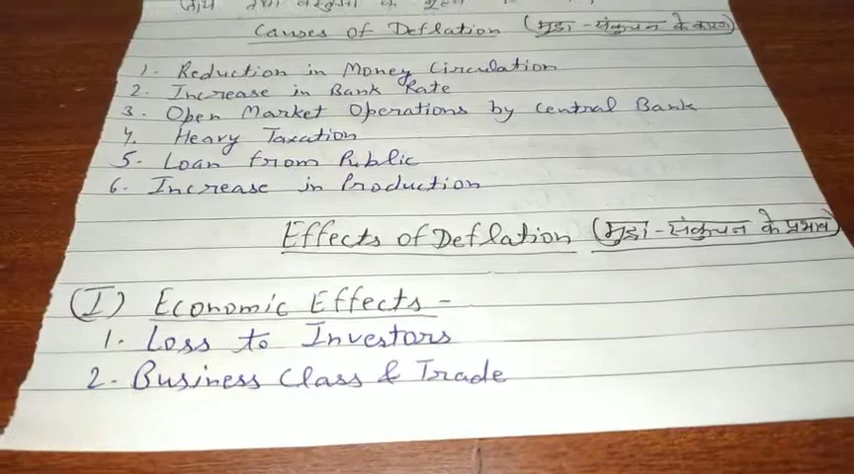 तथा वस्तुओं के मूल्य
Causes of Deflation (मुद्रा-संकुचन के कारण)
1. Reduction in Money Circulation
2. Increase in Bank Rate
3. Open Market Operations by Central Bank
4. Heavy Taxation
5. Loan from Public
6. Increase in Production
Effects of Deflation (मुद्रा-संकुचन के प्रभाव)
(I) Economic Effects -
1. Loss to Investors
2. Business Class & Trade